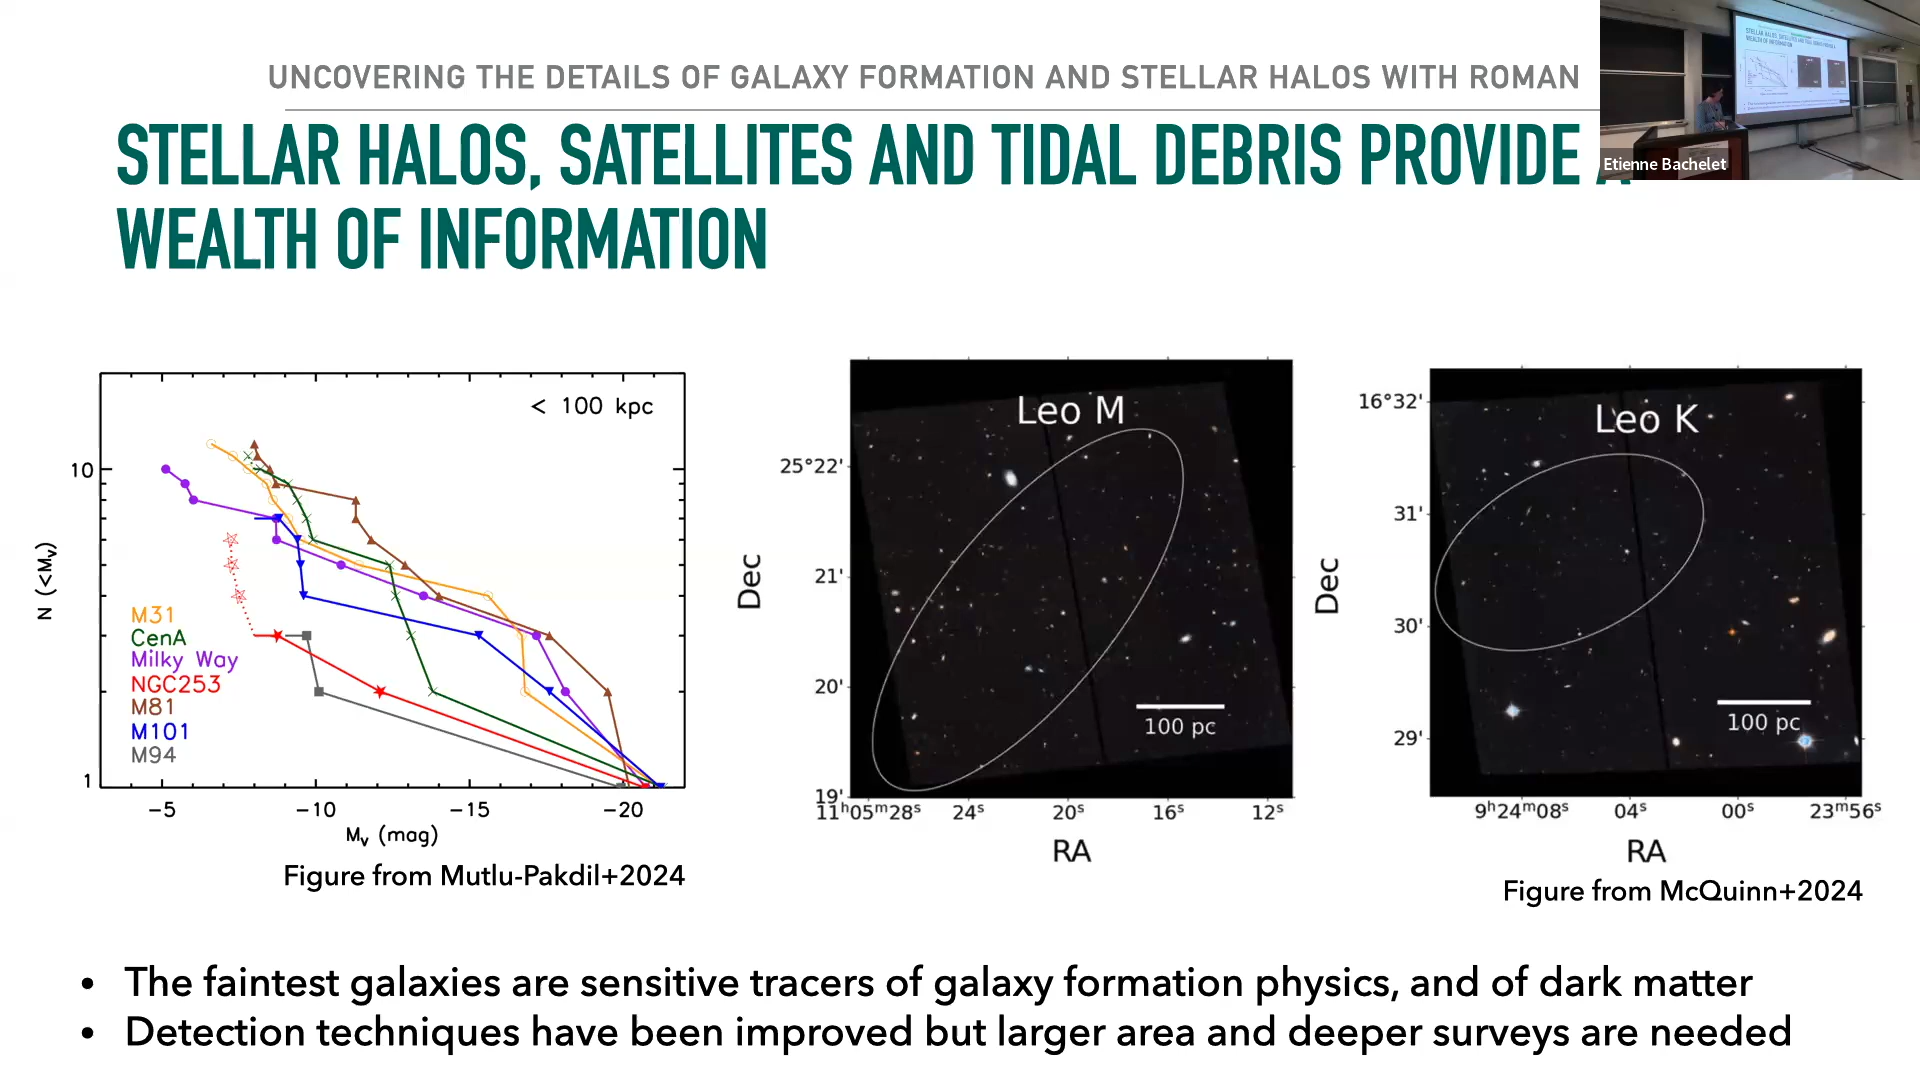 UNCOVERING THE DETAILS OF GALAXY FORMATION AND STELLAR HALOS WITH ROMAN
STELLAR HALOS, SATELLITES AND TIDAL DEBRIS PROVIDE A
WEALTH OF INFORMATION
Etienne Bachelet
< 100 kpc
10
1
N (<Mv)
M31
CenA
Milky Way
NGC253
M81
M101
M94
-5 -10 -15 -20
Mv (mag)
Figure from Mutlu-Pakdil+2024
Leo M
25°22'
21'
20'
19'
Dec
100 pc
11h05m28s 24s 20s 16s 12s
RA
Leo K
16°32'
31'
30'
29'
Dec
100 pc
9h24m08s 04s 00s 23m56s
RA
Figure from McQuinn+2024
• The faintest galaxies are sensitive tracers of galaxy formation physics, and of dark matter
• Detection techniques have been improved but larger area and deeper surveys are needed